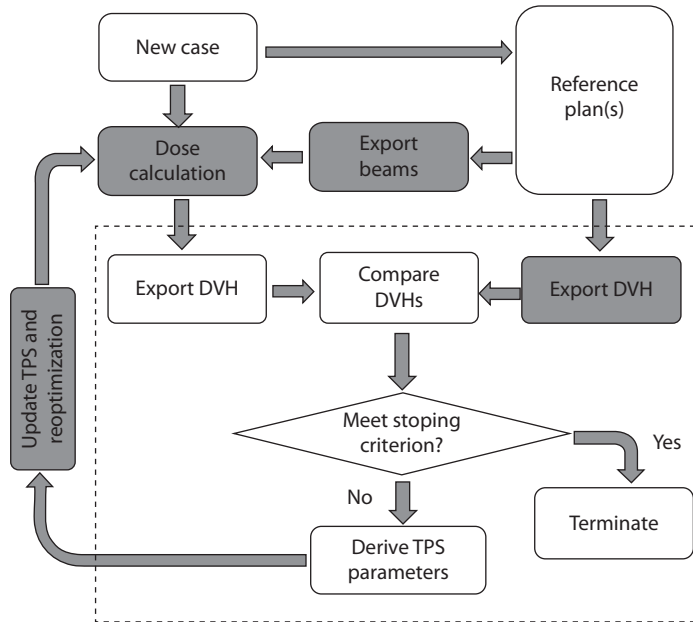 New case
Reference
plan(s)
Dose
calculation
Export
beams
Export DVH
Compare
DVHs
Export DVH
Update TPS and
reoptimization
Meet stoping
criterion?
Yes
No
Terminate
Derive TPS
parameters